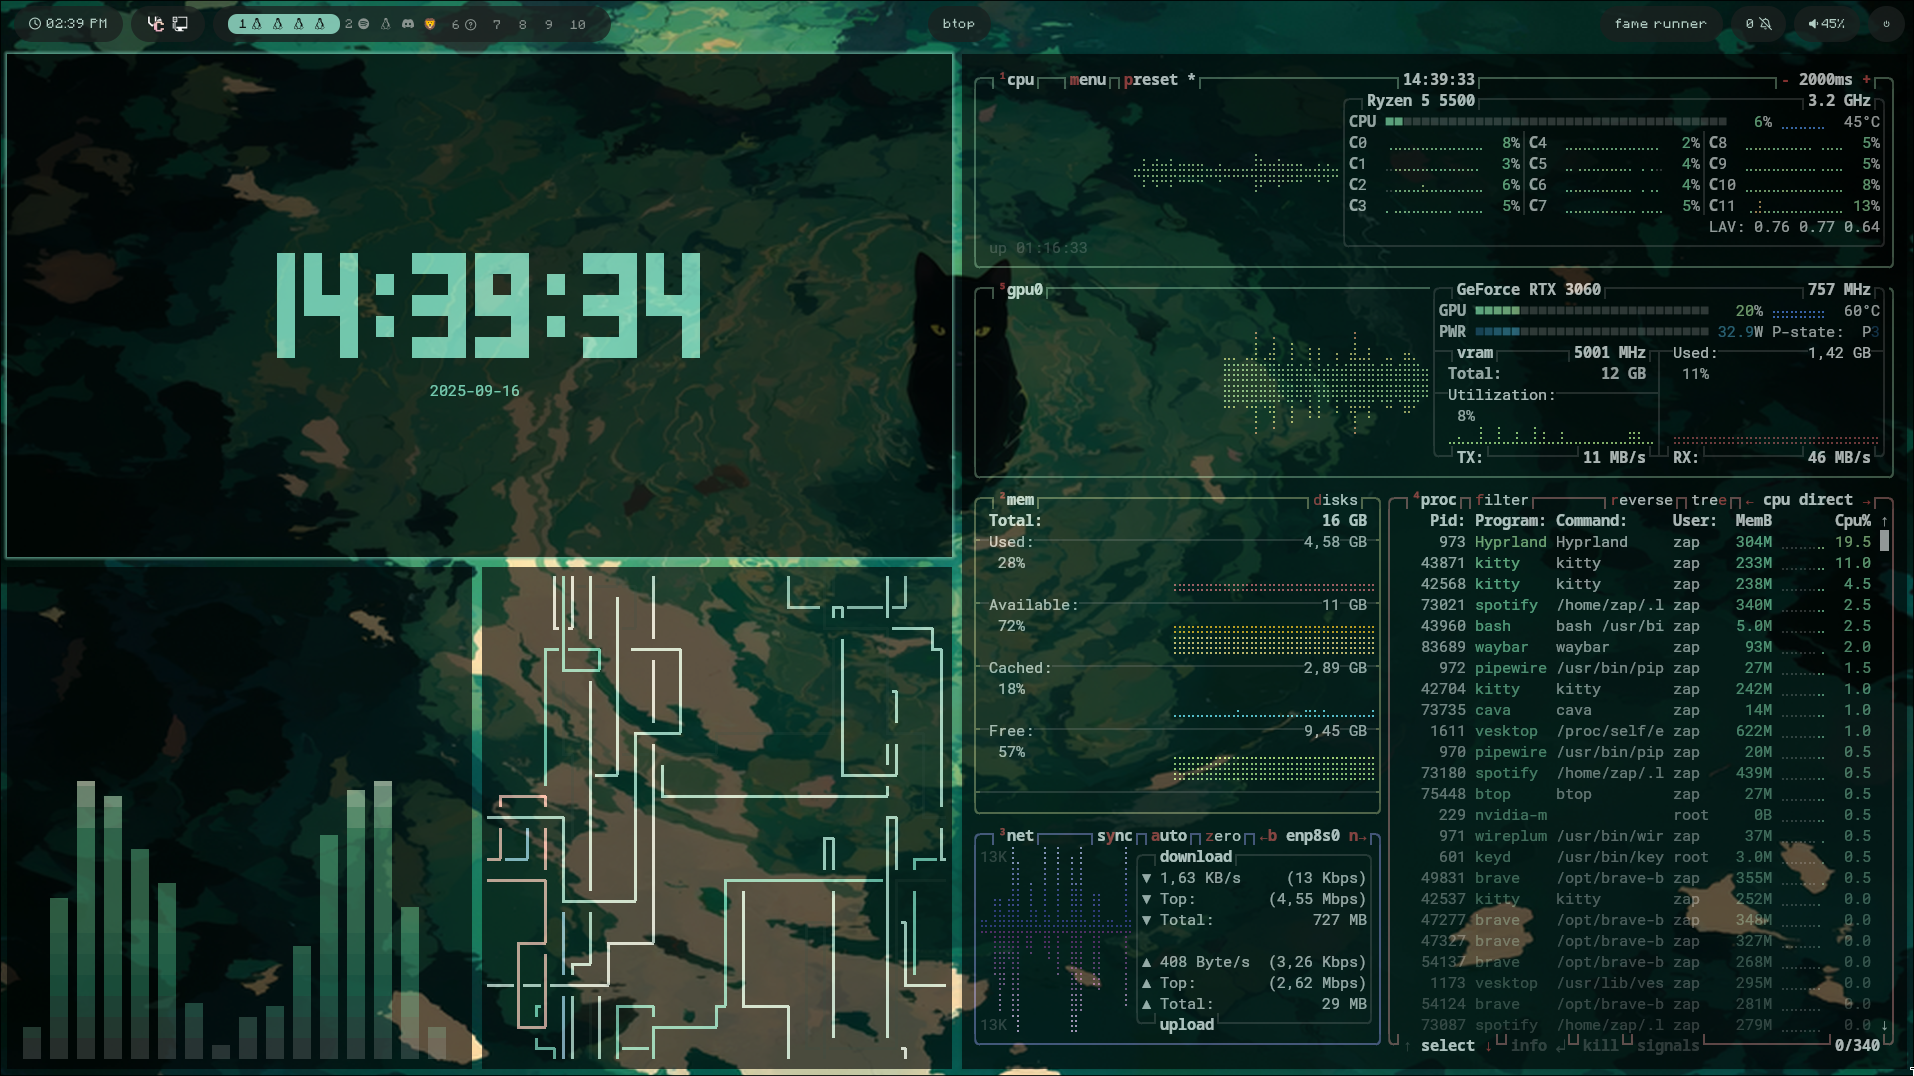 02:39 PM
1 2 6 7 8 9 10
btop
fame runner
0
45%
14:39:34
2025-09-16
1cpu menu preset * 14:39:33 - 2000ms +
Ryzen 5 5500 3.2 GHz
CPU 6% 45°C
C0 8% C4 2% C8 5%
C1 3% C5 4% C9 5%
C2 6% C6 4% C10 8%
C3 5% C7 5% C11 13%
LAV: 0.76 0.77 0.64
up 01:16:33
5gpu0 GeForce RTX 3060 757 MHz
GPU 20% 60°C
PWR 32.9W P-state: P3
vram 5001 MHz Used: 1,42 GB
Total: 12 GB 11%
Utilization:
8%
TX: 11 MB/s RX: 46 MB/s
2mem disks
Total: 16 GB
Used: 4,58 GB
28%
Available: 11 GB
72%
Cached: 2,89 GB
18%
Free: 9,45 GB
57%
3net sync auto zero ←b enp8s0 n→
13K
download
▼ 1,63 KB/s (13 Kbps)
▼ Top: (4,55 Mbps)
▼ Total: 727 MB
▲ 408 Byte/s (3,26 Kbps)
▲ Top: (2,62 Mbps)
▲ Total: 29 MB
13K
upload
4proc filter reverse tree ← cpu direct →
Pid: Program: Command: User: MemB Cpu% ↑
973 Hyprland Hyprland zap 304M 19.5
43871 kitty kitty zap 233M 11.0
42568 kitty kitty zap 238M 4.5
73021 spotify /home/zap/.l zap 340M 2.5
43960 bash bash /usr/bi zap 5.0M 2.5
83689 waybar waybar zap 93M 2.0
972 pipewire /usr/bin/pip zap 27M 1.5
42704 kitty kitty zap 242M 1.0
73735 cava cava zap 14M 1.0
1611 vesktop /proc/self/e zap 622M 1.0
970 pipewire /usr/bin/pip zap 20M 0.5
73180 spotify /home/zap/.l zap 439M 0.5
75448 btop btop zap 27M 0.5
229 nvidia-m root 0B 0.5
971 wireplum /usr/bin/wir zap 37M 0.5
601 keyd /usr/bin/key root 3.0M 0.5
49831 brave /opt/brave-b zap 355M 0.5
42537 kitty kitty zap 252M 0.0
47277 brave /opt/brave-b zap 348M 0.0
47327 brave /opt/brave-b zap 327M 0.0
54137 brave /opt/brave-b zap 268M 0.0
1173 vesktop /usr/lib/ves zap 295M 0.0
54124 brave /opt/brave-b zap 281M 0.0
73087 spotify /home/zap/.l zap 279M 0.0 ↓
↑ select ↓ info ↲ kill signals 0/340